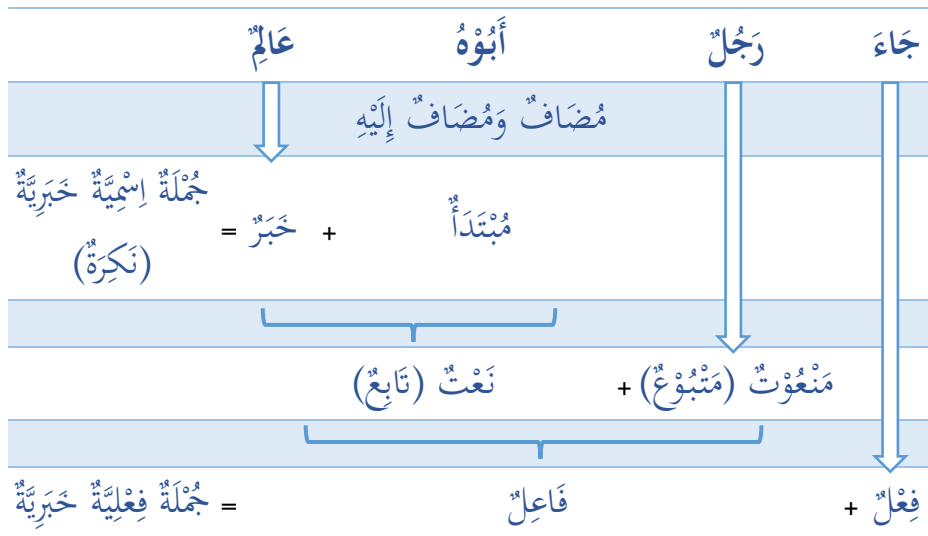 جَاءَ رَجُلٌ أَبُوْهُ عَالِمٌ
مُضَافٌ وَمُضَافٌ إِلَيْهِ
مُبْتَدَأٌ + خَبَرٌ = جُمْلَةٌ اِسْمِيَّةٌ خَبَرِيَّةٌ
(نَكِرَةٌ)
مَنْعُوْتٌ (مَتْبُوْعٌ) + نَعْتٌ (تَابِعٌ)
فِعْلٌ + فَاعِلٌ = جُمْلَةٌ فِعْلِيَّةٌ خَبَرِيَّةٌ